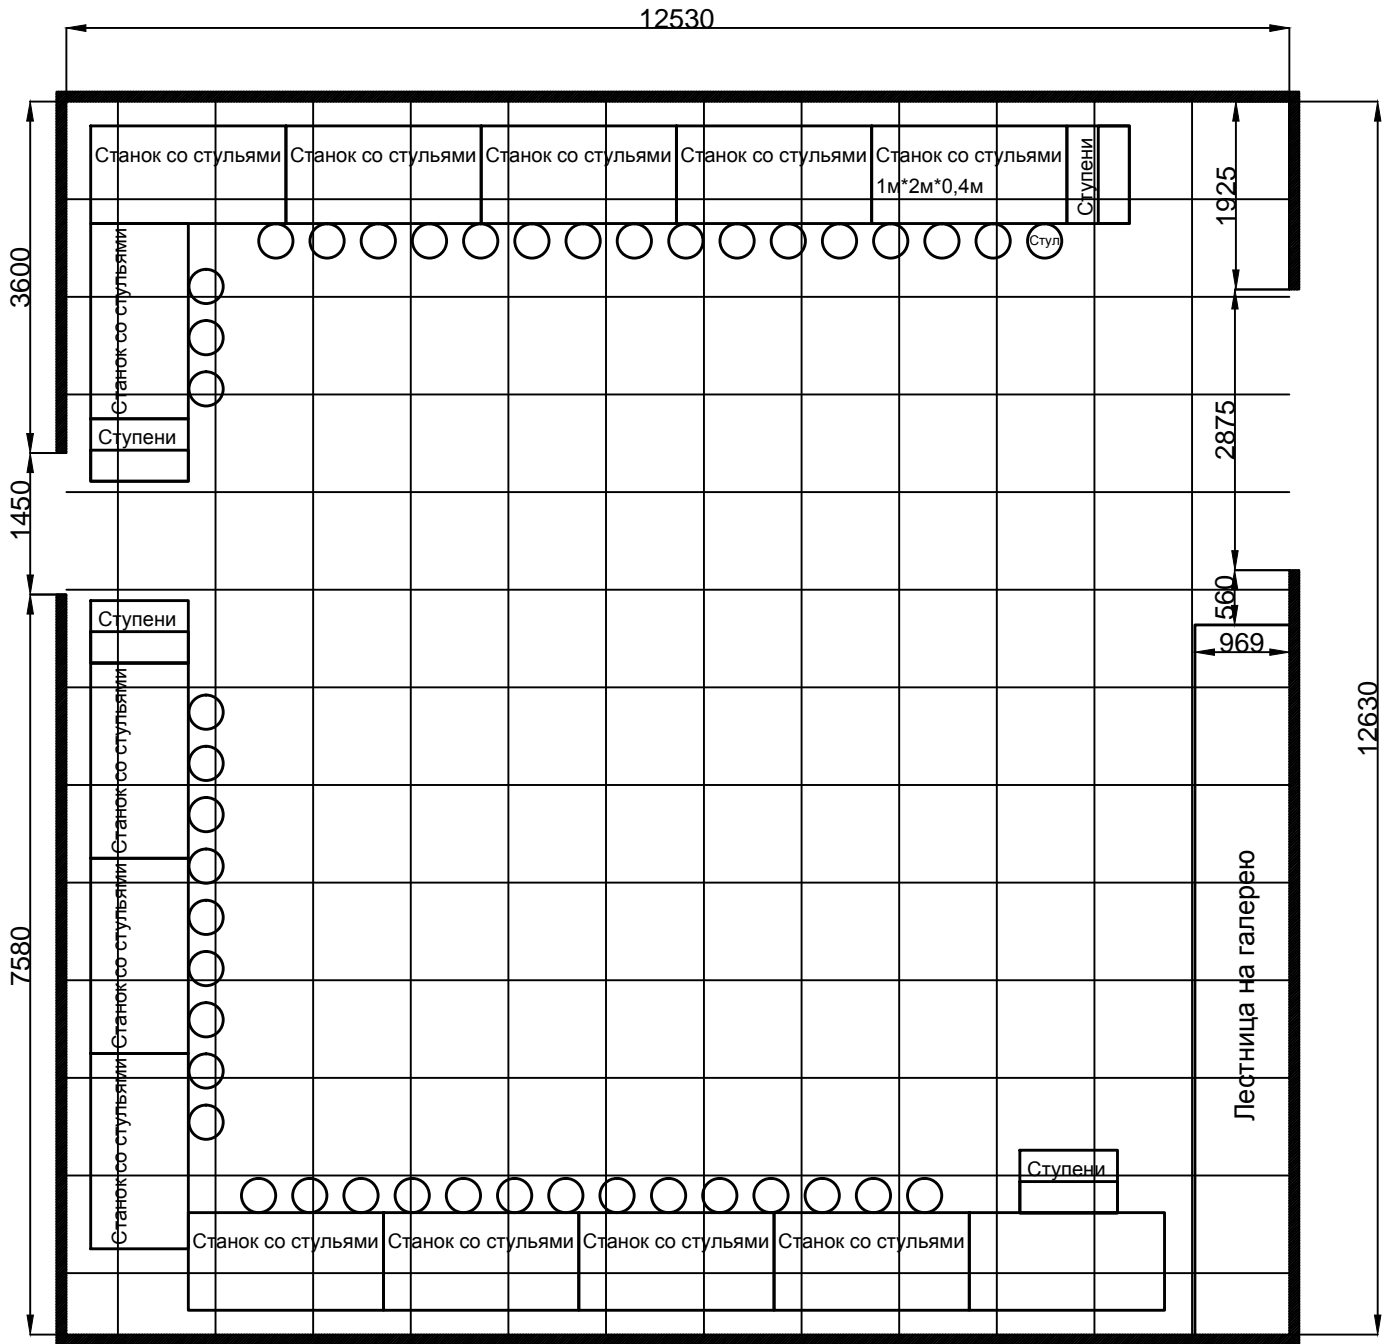 12530
Станок со стульями
Станок со стульями
Станок со стульями
Станок со стульями
Станок со стульями
1м*2м*0,4м
Ступени
1925
Стул
3600
Станок со стульями
Ступени
2875
1450
560
Ступени
969
12630
Станок со стульями
Станок со стульями
Станок со стульями
7580
Лестница на галерею
Ступени
Станок со стульями
Станок со стульями
Станок со стульями
Станок со стульями